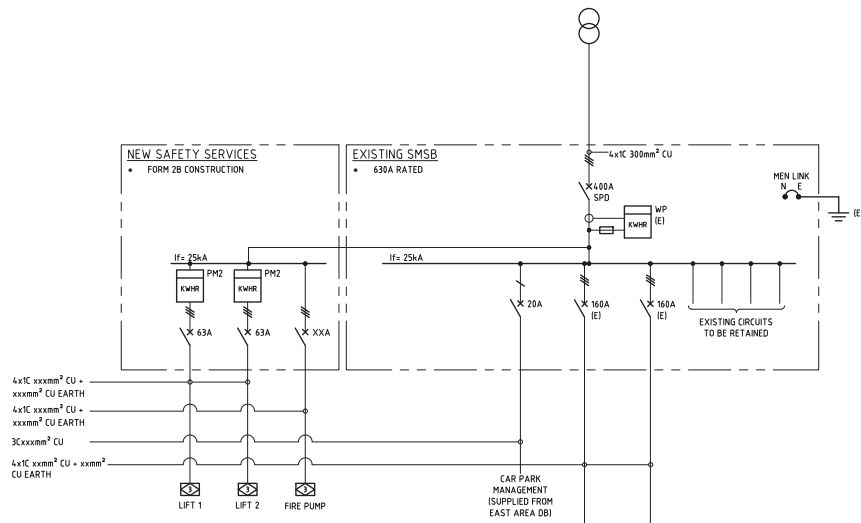 NEW SAFETY SERVICES
• FORM 2B CONSTRUCTION
EXISTING SMSB
• 630A RATED
4x1C 300mm² CU
400A
SPD
WP
(E)
KWHR
MEN LINK
N E
(E
If= 25kA
If= 25kA
PM2
KWHR
PM2
KWHR
63A
63A
XXA
20A
160A
(E)
160A
(E)
EXISTING CIRCUITS
TO BE RETAINED
4x1C xxxmm² CU +
xxxmm² CU EARTH
4x1C xxxmm² CU +
xxxmm² CU EARTH
3Cxxxmm² CU
4x1C xxmm² CU + xxmm²
CU EARTH
3
3
3
LIFT 1
LIFT 2
FIRE PUMP
CAR PARK
MANAGEMENT
(SUPPLIED FROM
EAST AREA DB)